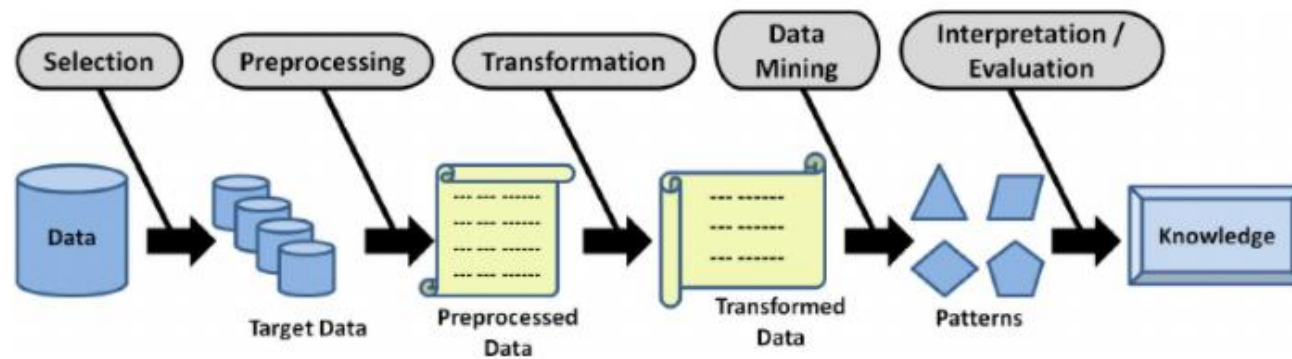 Selection
Preprocessing
Transformation
Data
Mining
Interpretation /
Evaluation
Data
Target Data
Preprocessed
Data
Transformed
Data
Patterns
Knowledge